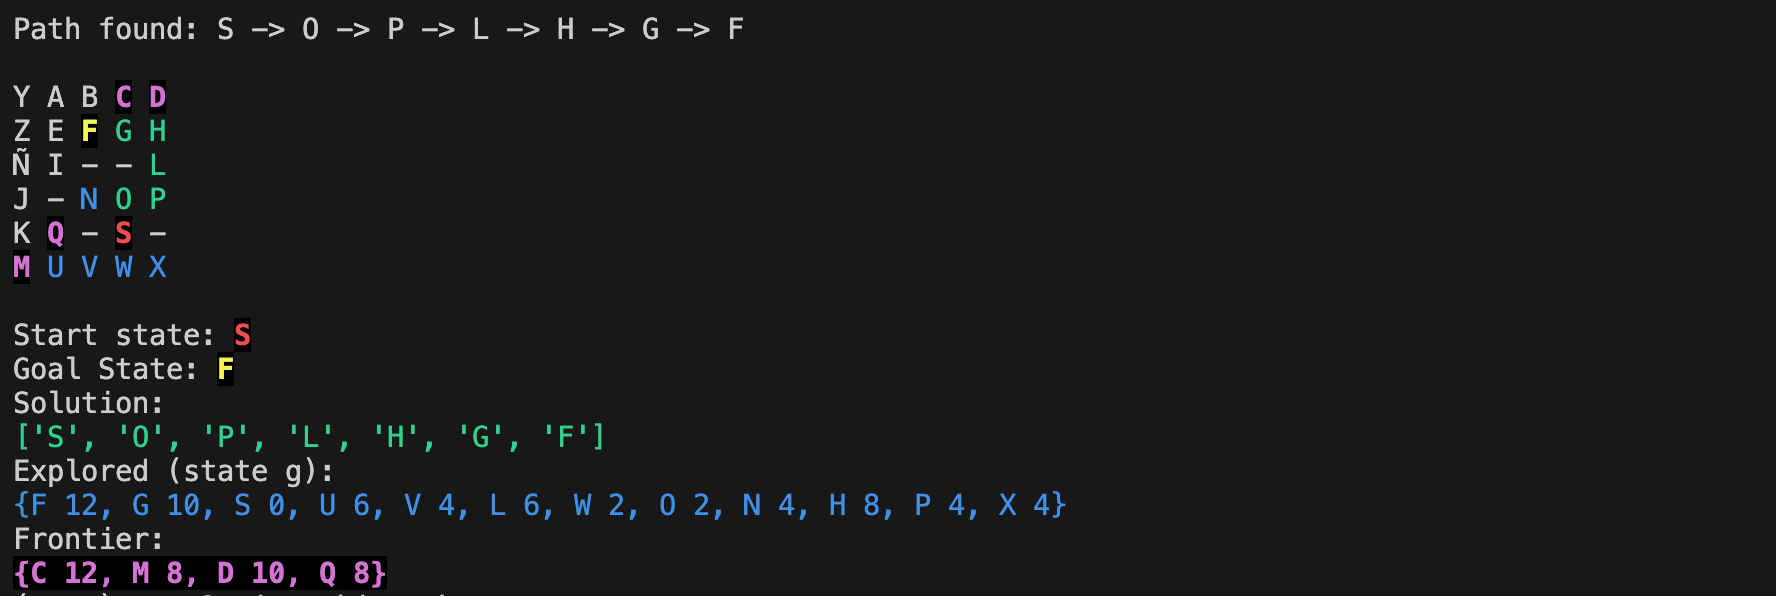 Path found: S -> O -> P -> L -> H -> G -> F
Y A B C D
Z E F G H
Ñ I - - L
J - N O P
K Q - S -
M U V W X
Start state: S
Goal State: F
Solution:
['S', 'O', 'P', 'L', 'H', 'G', 'F']
Explored (state g):
{F 12, G 10, S 0, U 6, V 4, L 6, W 2, O 2, N 4, H 8, P 4, X 4}
Frontier:
{C 12, M 8, D 10, Q 8}